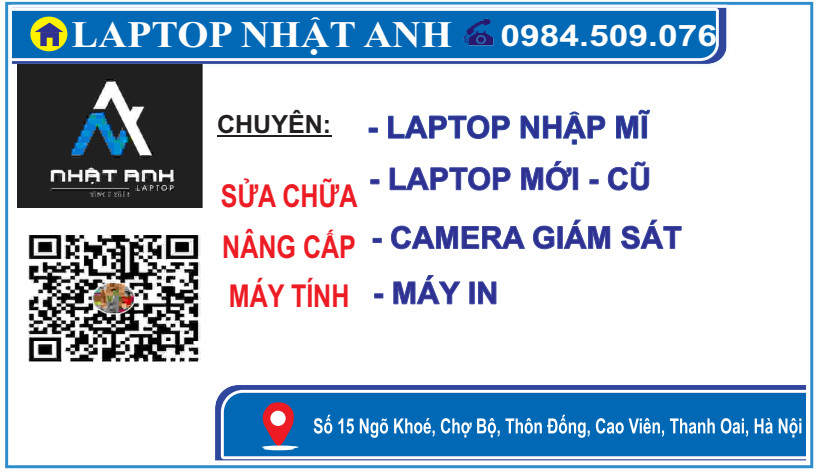 LAPTOP NHẬT ANH 0984.509.076
NHẬT ANH
LAPTOP
CHUYÊN:
- LAPTOP NHẬP MĨ
- LAPTOP MỚI - CŨ
- CAMERA GIÁM SÁT
- MÁY IN
SỬA CHỮA
NÂNG CẤP
MÁY TÍNH
Số 15 Ngõ Khoé, Chợ Bộ, Thôn Đống, Cao Viên, Thanh Oai, Hà Nội